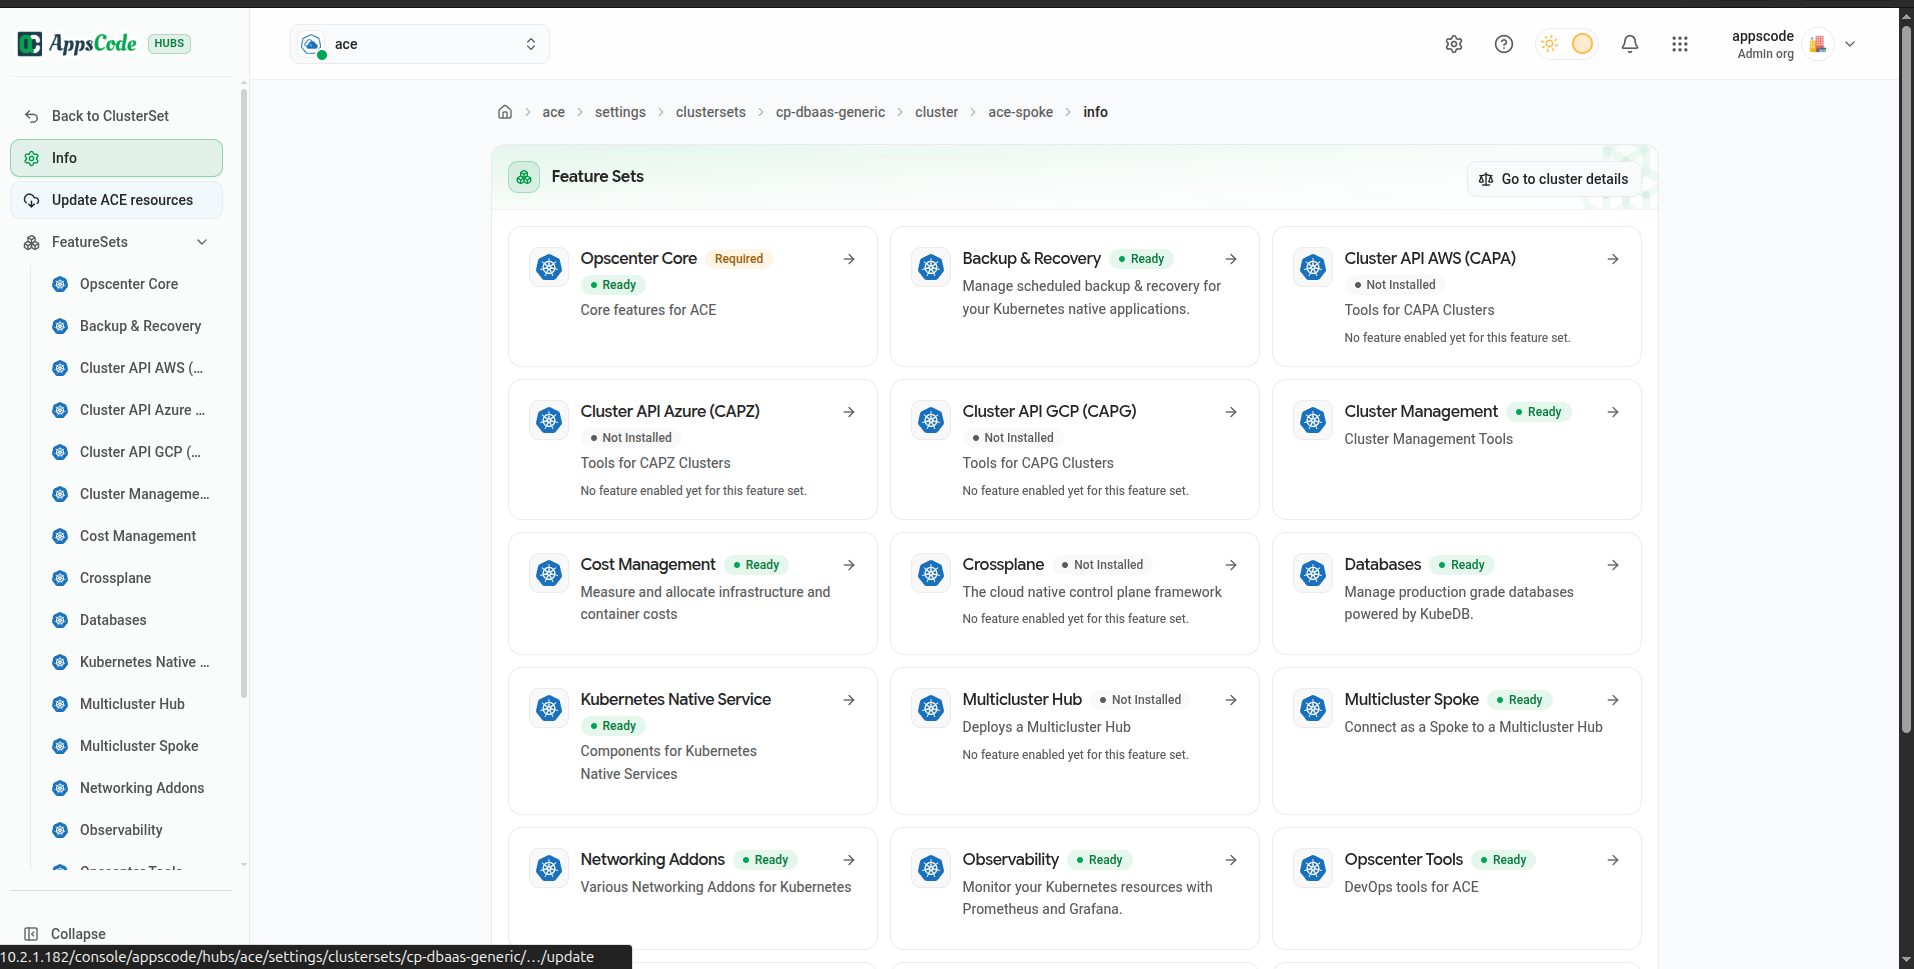 AppsCode HUBS
ace
appscode
Admin org
Back to ClusterSet
Info
Update ACE resources
FeatureSets
Opscenter Core
Backup & Recovery
Cluster API AWS (...
Cluster API Azure ...
Cluster API GCP (...
Cluster Manageme...
Cost Management
Crossplane
Databases
Kubernetes Native ...
Multicluster Hub
Multicluster Spoke
Networking Addons
Observability
Opscenter Tools
Collapse
ace > settings > clustersets > cp-dbaas-generic > cluster > ace-spoke > info
Feature Sets
Go to cluster details
Opscenter Core Required
Ready
Core features for ACE
Backup & Recovery Ready
Manage scheduled backup & recovery for
your Kubernetes native applications.
Cluster API AWS (CAPA)
Not Installed
Tools for CAPA Clusters
No feature enabled yet for this feature set.
Cluster API Azure (CAPZ)
Not Installed
Tools for CAPZ Clusters
No feature enabled yet for this feature set.
Cluster API GCP (CAPG)
Not Installed
Tools for CAPG Clusters
No feature enabled yet for this feature set.
Cluster Management Ready
Cluster Management Tools
Cost Management Ready
Measure and allocate infrastructure and
container costs
Crossplane Not Installed
The cloud native control plane framework
No feature enabled yet for this feature set.
Databases Ready
Manage production grade databases
powered by KubeDB.
Kubernetes Native Service
Ready
Components for Kubernetes
Native Services
Multicluster Hub Not Installed
Deploys a Multicluster Hub
No feature enabled yet for this feature set.
Multicluster Spoke Ready
Connect as a Spoke to a Multicluster Hub
Networking Addons Ready
Various Networking Addons for Kubernetes
Observability Ready
Monitor your Kubernetes resources with
Prometheus and Grafana.
Opscenter Tools Ready
DevOps tools for ACE
10.2.1.182/console/appscode/hubs/ace/settings/clustersets/cp-dbaas-generic/.../update